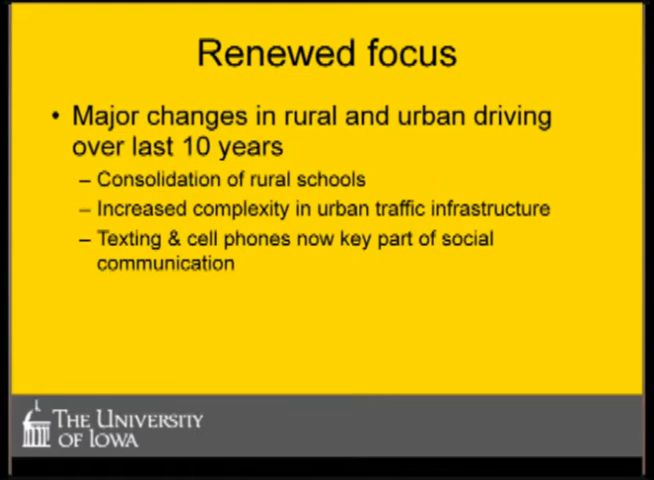 Renewed focus
• Major changes in rural and urban driving
over last 10 years
– Consolidation of rural schools
– Increased complexity in urban traffic infrastructure
– Texting & cell phones now key part of social
communication
THE UNIVERSITY
OF IOWA